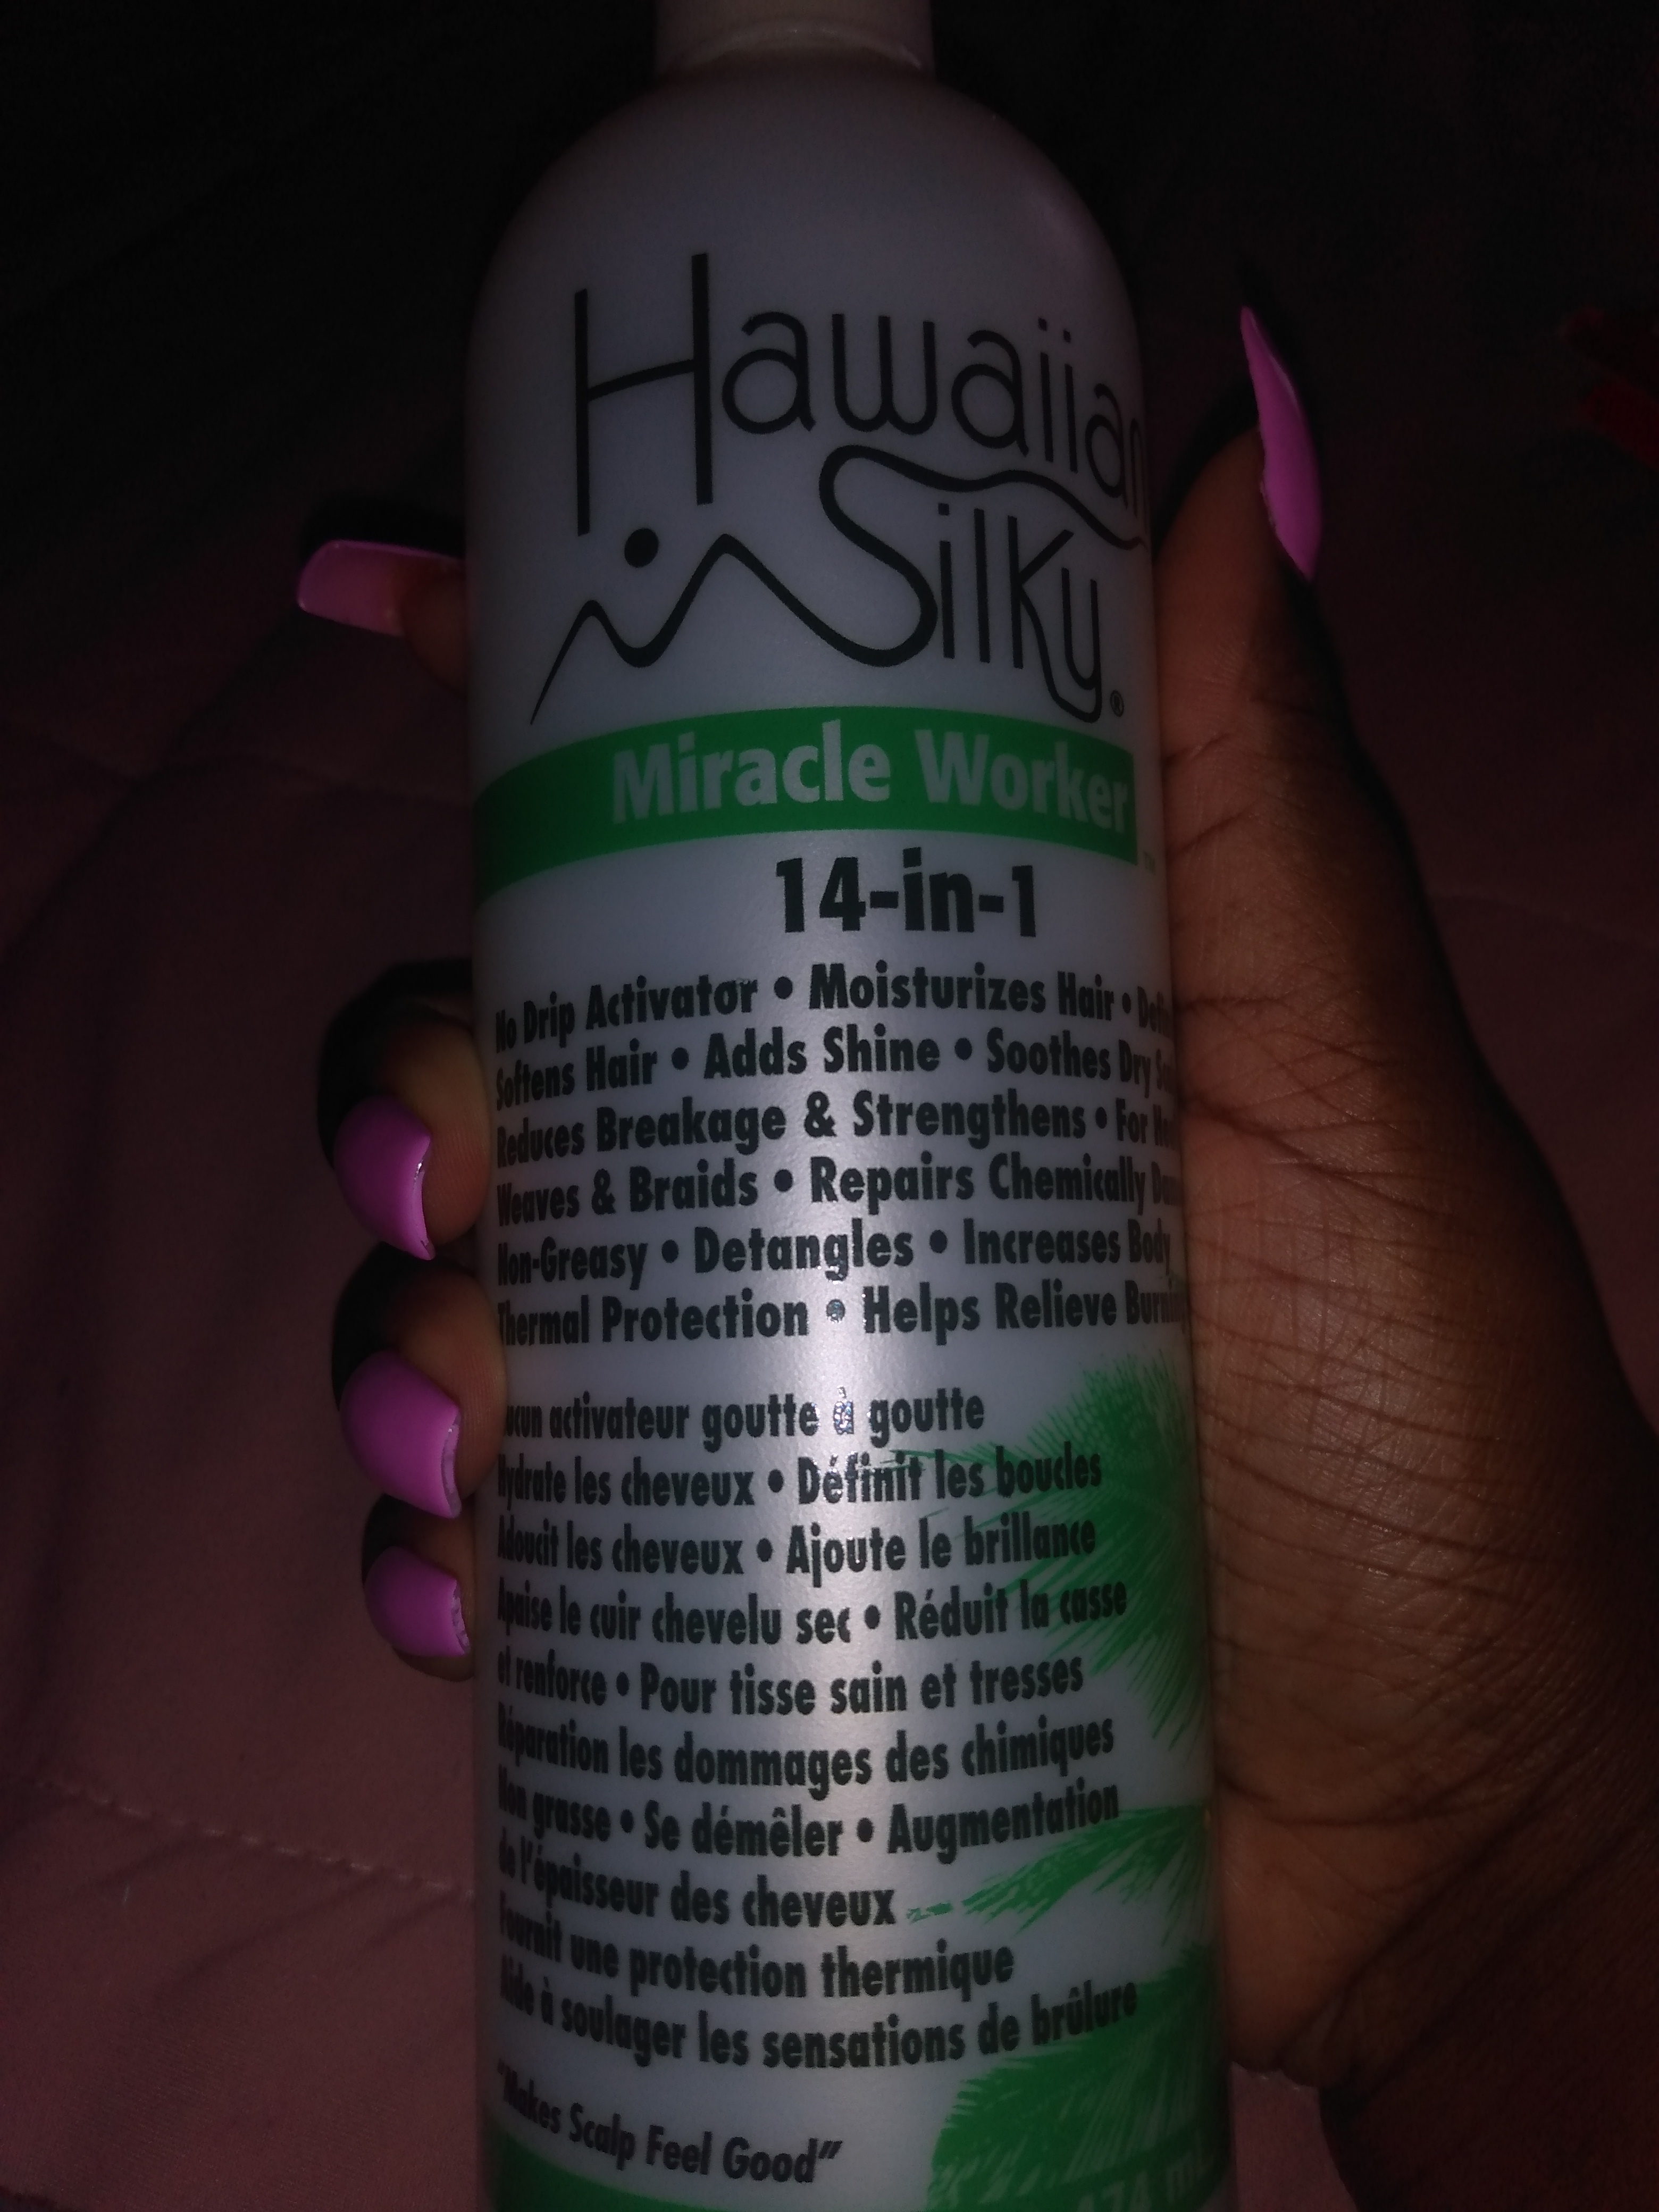 Hawaiian
Silky®
Miracle Worker
14-in-1
No Drip Activator • Moisturizes Hair •
Softens Hair • Adds Shine • Soothes Dry
Reduces Breakage & Strengthens • For
Weaves & Braids • Repairs Chemically
Non-Greasy • Detangles • Increases Body
Thermal Protection • Helps Relieve
activateur goutte à goutte
Hydrate les cheveux • Définit les boucles
Adoucit les cheveux • Ajoute le brillance
Apaise le cuir chevelu sec • Réduit la casse
et renforce • Pour tisse sain et tresses
Réparation les dommages des chimiques
Non grasse • Se démêler • Augmentation
de l'épaisseur des cheveux
Fournit une protection thermique
Aide à soulager les sensations de brûlure
"Makes Scalp Feel Good"
474 mL